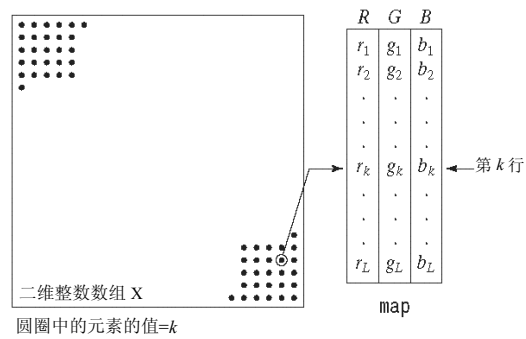 R G B
r1 g1 b1
r2 g2 b2
. . .
. . .
. . .
rk gk bk
第 k 行
. . .
. . .
. . .
rL gL bL
二维整数数组 X
map
圆圈中的元素的值=k